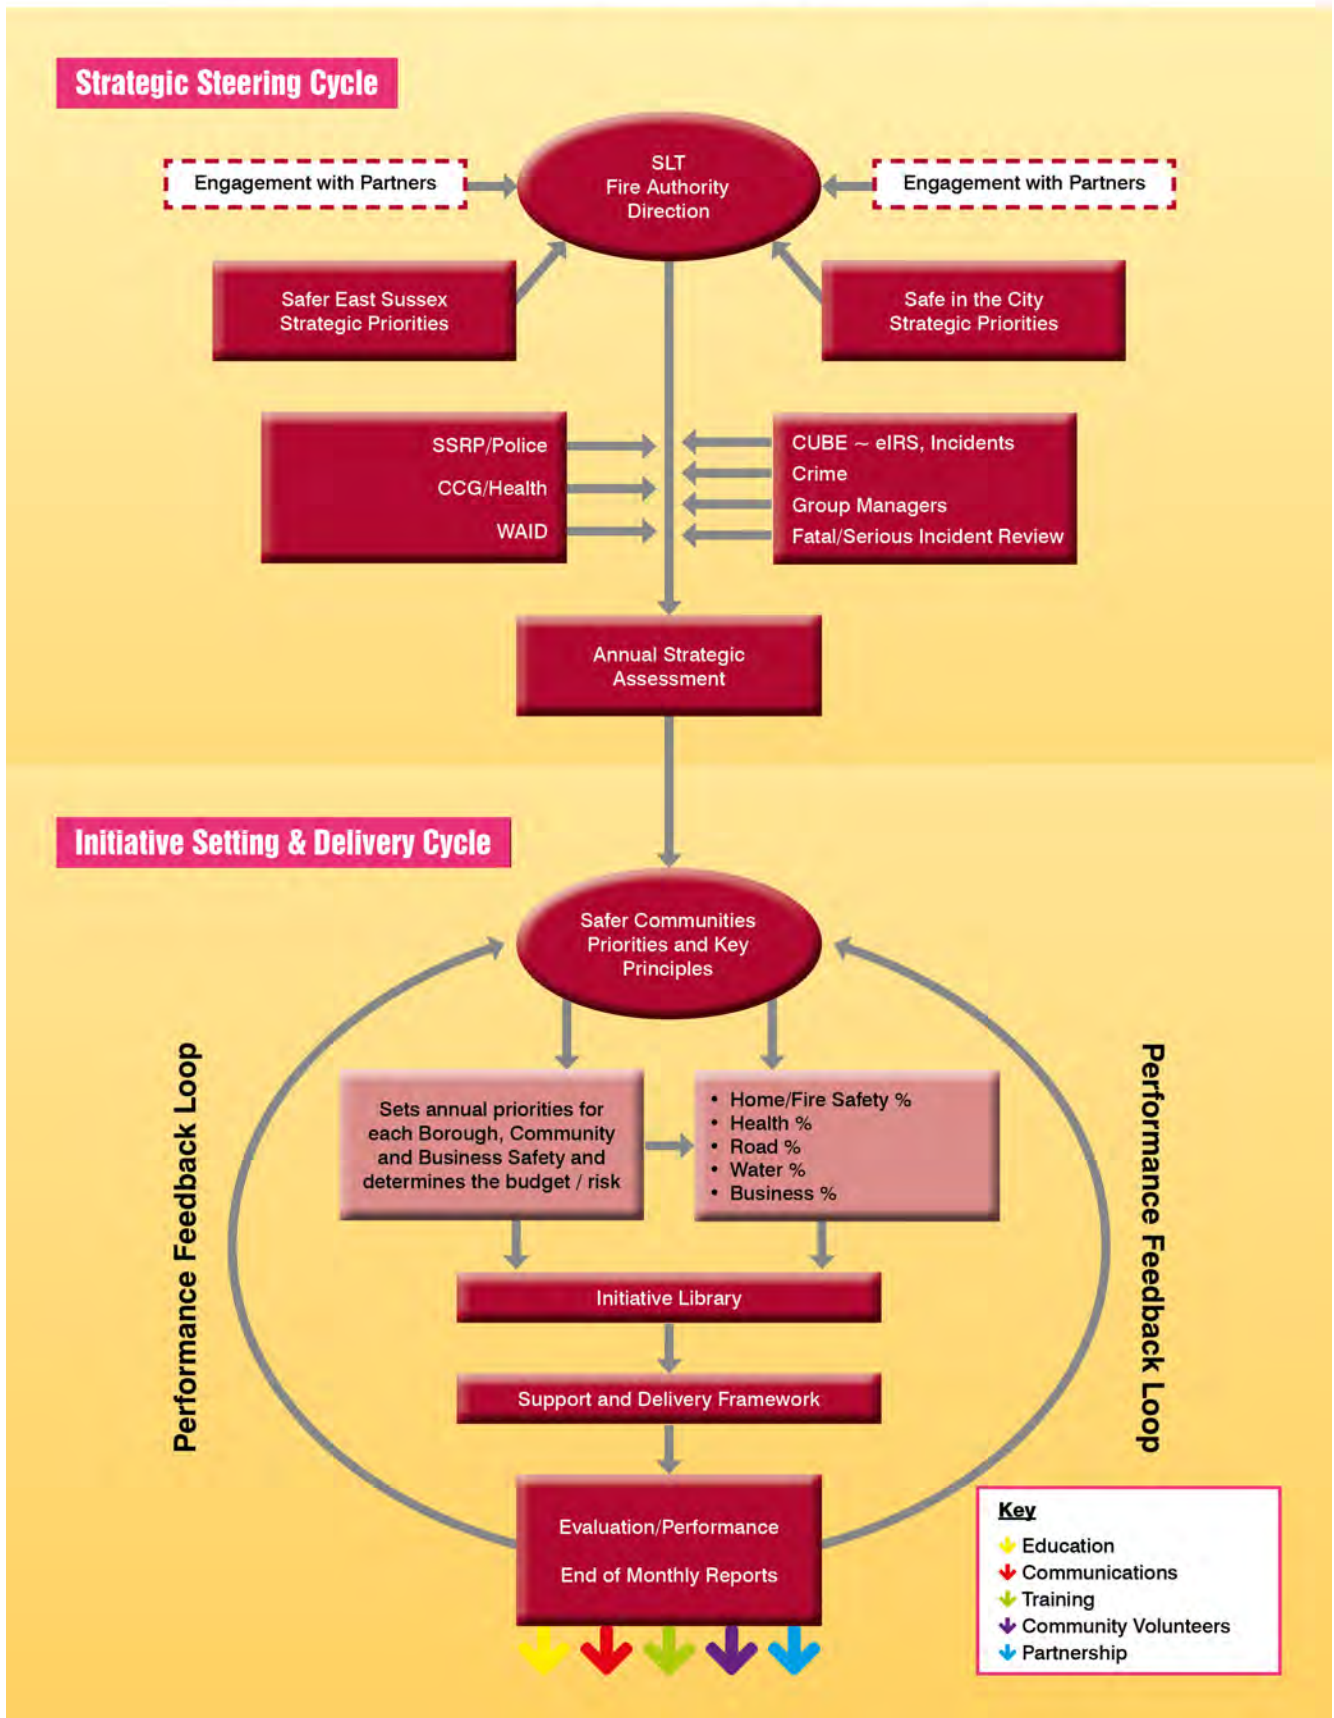 Strategic Steering Cycle
SLT
Fire Authority
Direction
Engagement with Partners
Engagement with Partners
Safer East Sussex
Strategic Priorities
Safe in the City
Strategic Priorities
SSRP/Police
CCG/Health
WAID
CUBE ~ eIRS, Incidents
Crime
Group Managers
Fatal/Serious Incident Review
Annual Strategic
Assessment
Initiative Setting & Delivery Cycle
Safer Communities
Priorities and Key
Principles
Performance Feedback Loop
Sets annual priorities for
each Borough, Community
and Business Safety and
determines the budget / risk
• Home/Fire Safety %
• Health %
• Road %
• Water %
• Business %
Performance Feedback Loop
Initiative Library
Support and Delivery Framework
Evaluation/Performance
End of Monthly Reports
Key
Education
Communications
Training
Community Volunteers
Partnership